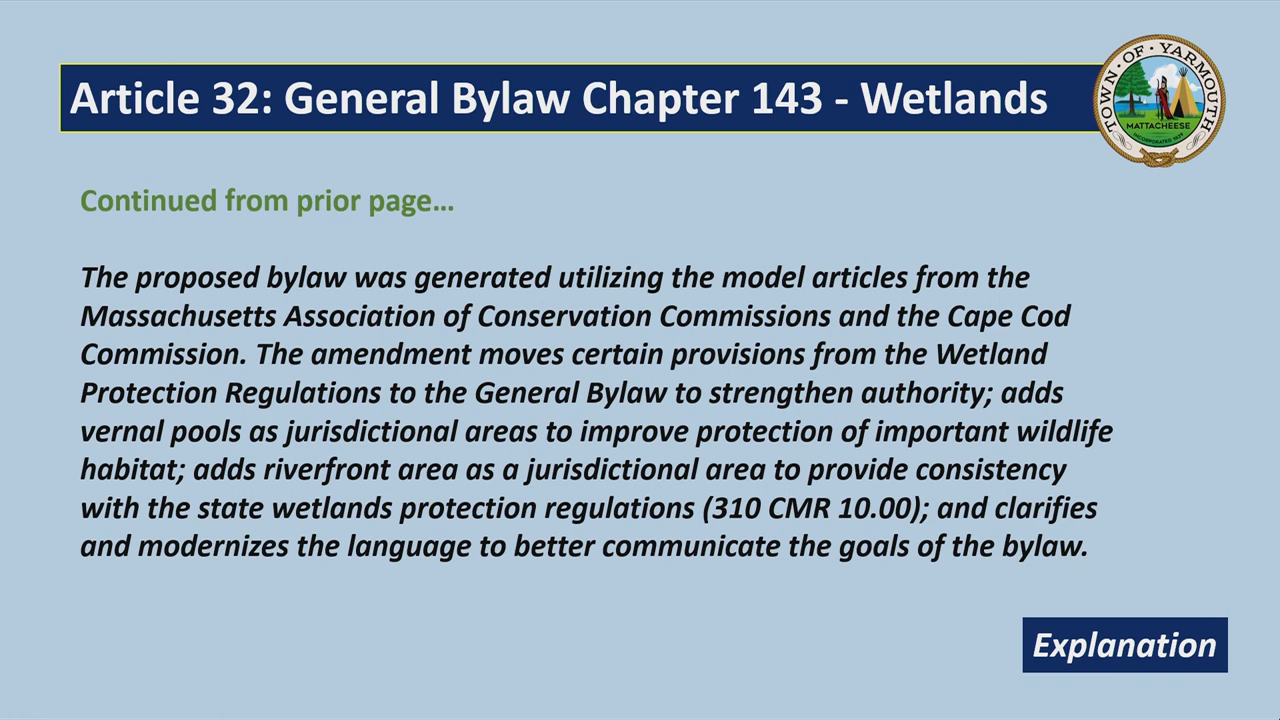 Article 32: General Bylaw Chapter 143 - Wetlands
TOWN · OF · YARMOUTH
MATTACHEESE
INCORPORATED 1639
Continued from prior page...
The proposed bylaw was generated utilizing the model articles from the
Massachusetts Association of Conservation Commissions and the Cape Cod
Commission. The amendment moves certain provisions from the Wetland
Protection Regulations to the General Bylaw to strengthen authority; adds
vernal pools as jurisdictional areas to improve protection of important wildlife
habitat; adds riverfront area as a jurisdictional area to provide consistency
with the state wetlands protection regulations (310 CMR 10.00); and clarifies
and modernizes the language to better communicate the goals of the bylaw.
Explanation